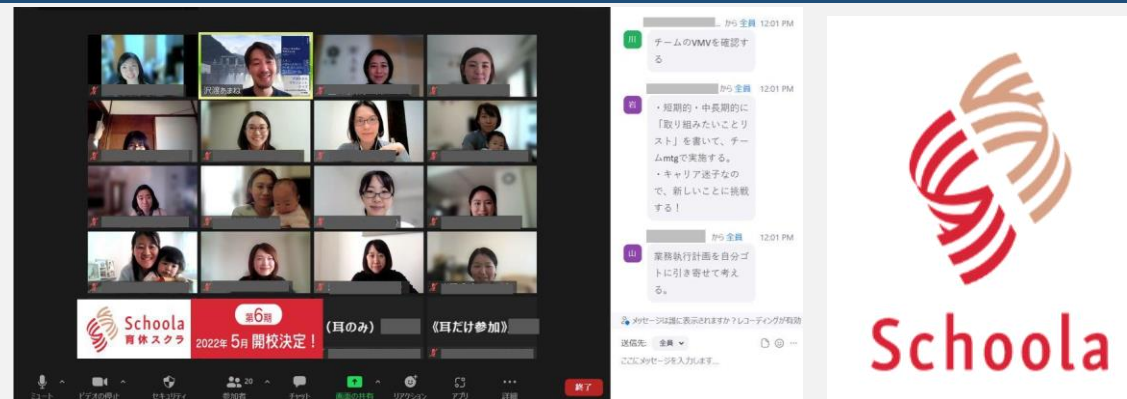 沢渡あまね
Schoola
育休スクラ
第6期
2022年5月開校決定！
(耳のみ)
《耳だけ参加》
ミュート
ビデオの停止
セキュリティ
20
参加者
チャット
画面の共有
リアクション
アプリ
詳細
終了
から 全員 12:01 PM
川
チームのVMVを確認す
る
から 全員 12:01 PM
岩
・短期的・中長期的に
「取り組みたいことリ
スト」を書いて、チー
ムmtgで実施する。
・キャリア迷子なの
で、新しいことに挑戦
する！
から 全員 12:01 PM
山
業務執行計画を自分ゴ
トに引き寄せて考え
る。
メッセージは誰に表示されますか？レコーディングが有効
送信先: 全員
ここにメッセージを入力します...
Schoola